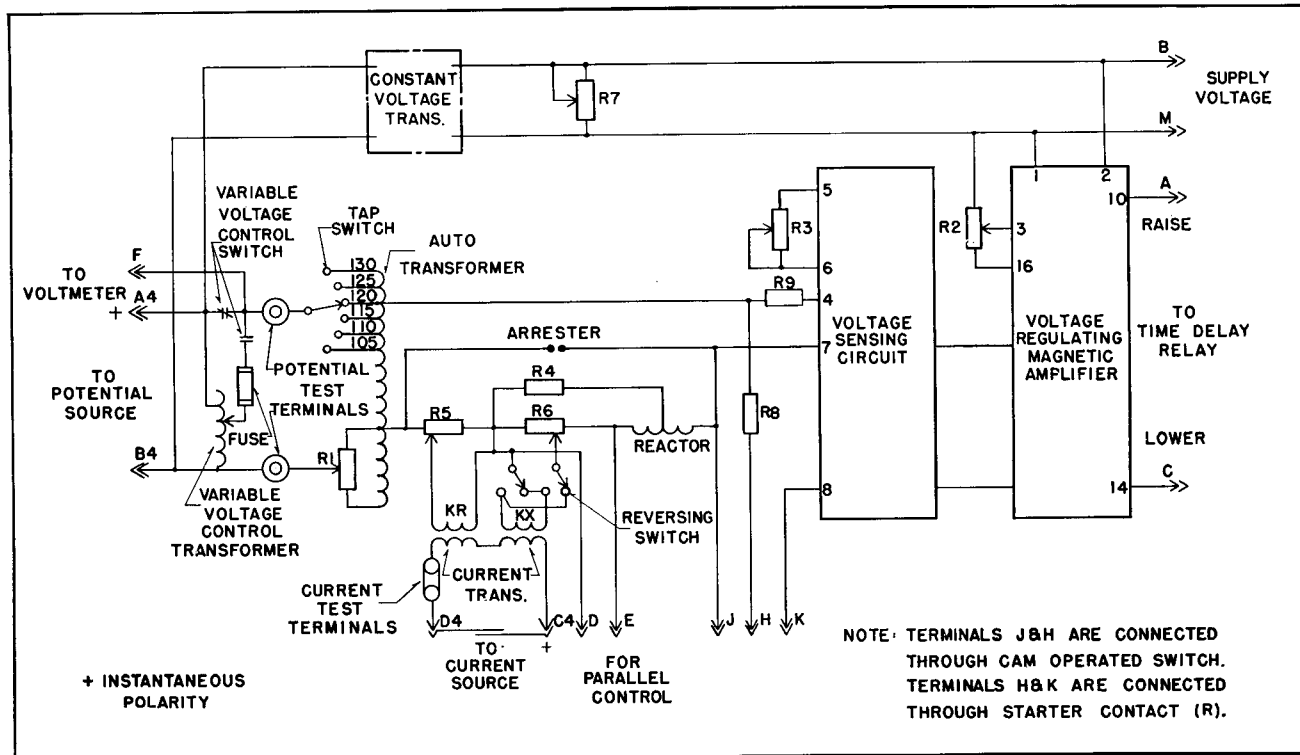 CONSTANT
VOLTAGE
TRANS.
R7
B
SUPPLY
VOLTAGE
M
VARIABLE
VOLTAGE
CONTROL
SWITCH
TAP
SWITCH
AUTO
TRANSFORMER
130
125
120
115
110
105
F
TO
VOLTMETER
+ A4
TO
POTENTIAL
SOURCE
B4
FUSE
POTENTIAL
TEST
TERMINALS
VARIABLE
VOLTAGE
CONTROL
TRANSFORMER
R1
ARRESTER
R4
R5
R6
REACTOR
KR
KX
REVERSING
SWITCH
CURRENT
TRANS.
CURRENT
TEST
TERMINALS
D4
C4
D
E
J
H
K
TO
CURRENT
SOURCE
+
FOR
PARALLEL
CONTROL
R3
R9
R8
5
6
4
7
8
VOLTAGE
SENSING
CIRCUIT
R2
1
2
3
16
10
14
VOLTAGE
REGULATING
MAGNETIC
AMPLIFIER
A
RAISE
TO
TIME DELAY
RELAY
LOWER
C
+ INSTANTANEOUS
POLARITY
NOTE: TERMINALS J&H ARE CONNECTED
THROUGH CAM OPERATED SWITCH.
TERMINALS H&K ARE CONNECTED
THROUGH STARTER CONTACT (R).